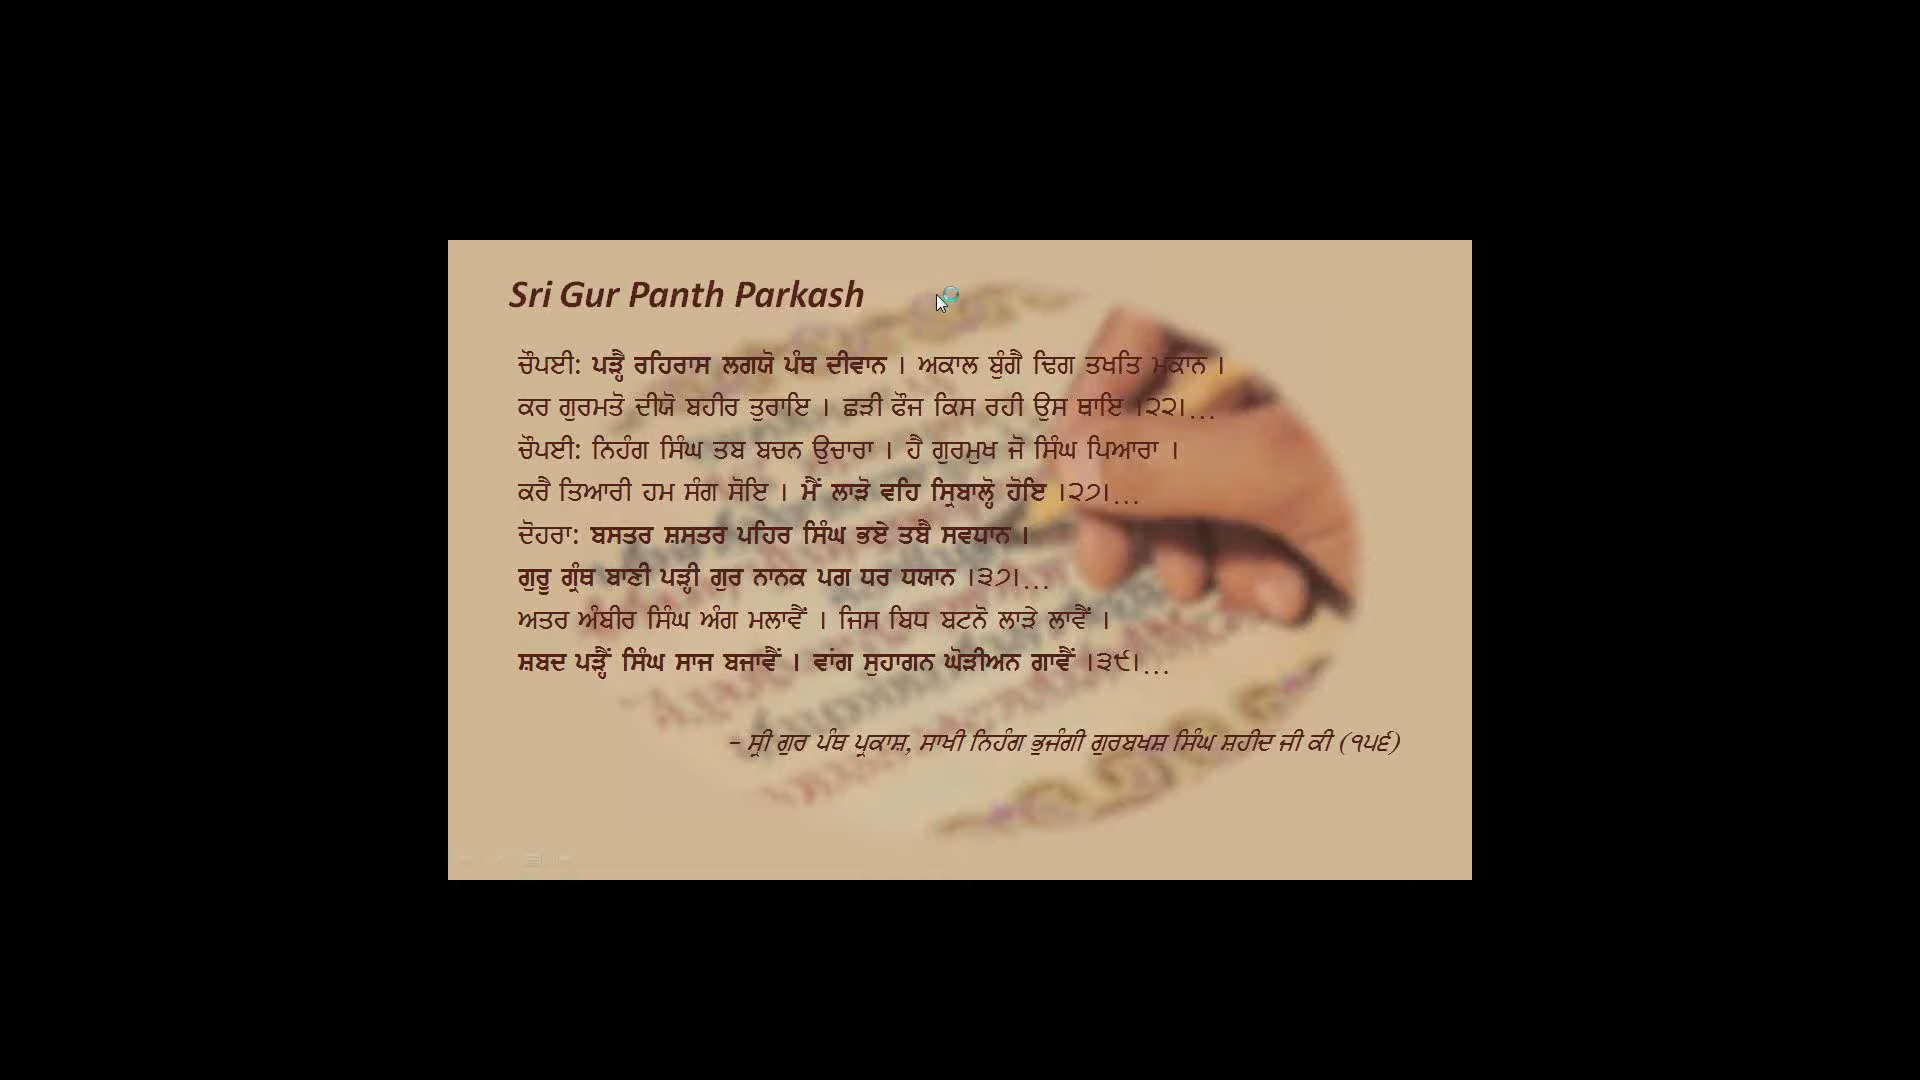 Sri Gur Panth Parkash
ਚੌਪਈ: ਪੜ੍ਹੈ ਰਹਿਰਾਸ ਲਗਯੋ ਪੰਥ ਦੀਵਾਨ । ਅਕਾਲ ਬੁੰਗੈ ਢਿਗ ਤਖਤਿ ਮਕਾਨ ।
ਕਰ ਗੁਰਮਤੋ ਦੀਯੋ ਬਹੀਰ ਤੁਰਾਇ । ਛੜੀ ਫੌਜ ਕਿਸ ਰਹੀ ਉਸ ਥਾਇ ।੨੨।...
ਚੌਪਈ: ਨਿਹੰਗ ਸਿੰਘ ਤਬ ਬਚਨ ਉਚਾਰਾ । ਹੈ ਗੁਰਮੁਖ ਜੋ ਸਿੰਘ ਪਿਆਰਾ ।
ਕਰੈ ਤਿਆਰੀ ਹਮ ਸੰਗ ਸੋਇ । ਮੈਂ ਲਾੜੋ ਵਹਿ ਸ੍ਰਿਬਾਲ੍ਹੋ ਹੋਇ ।੨੭।...
ਦੋਹਰਾ: ਬਸਤਰ ਸ਼ਸਤਰ ਪਹਿਰ ਸਿੰਘ ਭਏ ਤਬੈ ਸਵਧਾਨ ।
ਗੁਰੂ ਗ੍ਰੰਥ ਬਾਣੀ ਪੜ੍ਹੀ ਗੁਰ ਨਾਨਕ ਪਗ ਧਰ ਧਯਾਨ ।੩੭।...
ਅਤਰ ਅੰਬੀਰ ਸਿੰਘ ਅੰਗ ਮਲਾਵੈਂ । ਜਿਸ ਬਿਧ ਬਟਨੋ ਲਾੜੇ ਲਾਵੈਂ ।
ਸ਼ਬਦ ਪੜ੍ਹੈਂ ਸਿੰਘ ਸਾਜ ਬਜਾਵੈਂ । ਵਾਂਗ ਸੁਹਾਗਨ ਘੋੜੀਅਨ ਗਾਵੈਂ ।੩੯।...
– ਸ੍ਰੀ ਗੁਰ ਪੰਥ ਪ੍ਰਕਾਸ਼, ਸਾਖੀ ਨਿਹੰਗ ਭੁਜੰਗੀ ਗੁਰਬਖਸ਼ ਸਿੰਘ ਸ਼ਹੀਦ ਜੀ ਕੀ (੧੫੬)